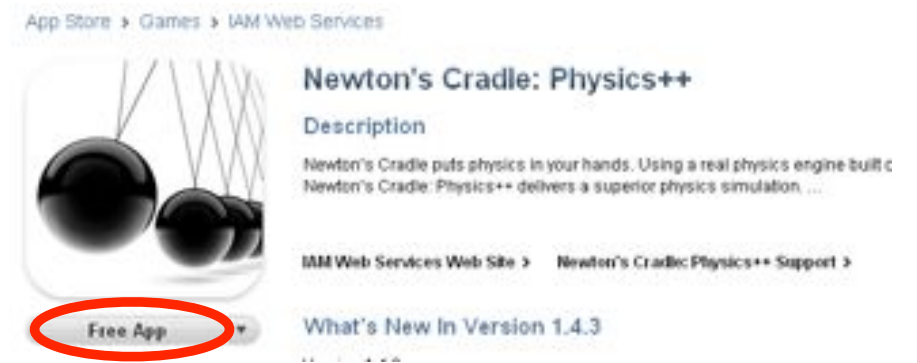 App Store > Games > IAM Web Services
Newton's Cradle: Physics++
Description
Newton's Cradle puts physics in your hands. Using a real physics engine built
Newton's Cradle: Physics++ delivers a superior physics simulation. ...
IAM Web Services Web Site > Newton's Cradle: Physics++ Support >
Free App
What's New In Version 1.4.3